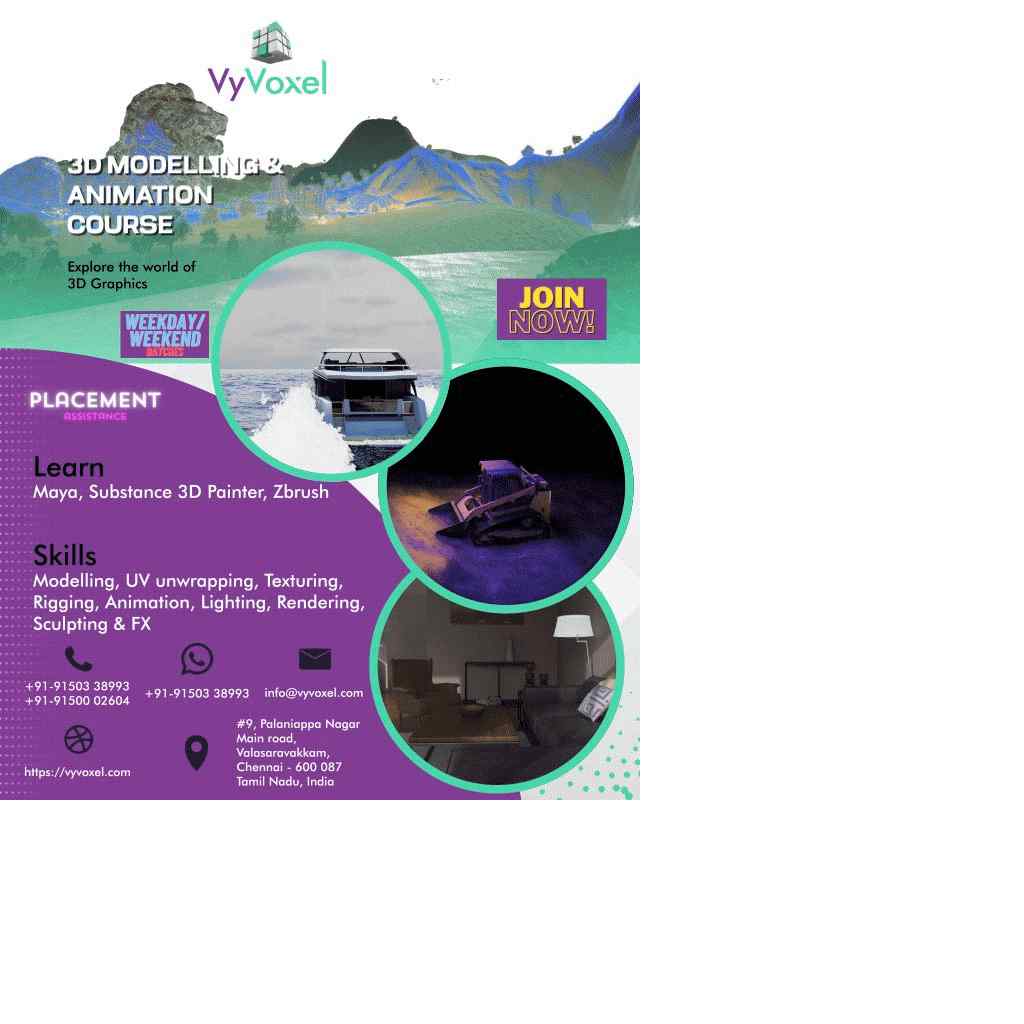 VyVoxel
3D MODELLING &
ANIMATION
COURSE
Explore the world of
3D Graphics
JOIN
NOW!
WEEKDAY/
WEEKEND
BATCHES
PLACEMENT
ASSISTANCE
Learn
Maya, Substance 3D Painter, Zbrush
Skills
Modelling, UV unwrapping, Texturing,
Rigging, Animation, Lighting, Rendering,
Sculpting & FX
+91-91503 38993
+91-91500 02604
+91-91503 38993
info@vyvoxel.com
https://vyvoxel.com
#9, Palaniappa Nagar
Main road,
Valasaravakkam,
Chennai - 600 087
Tamil Nadu, India